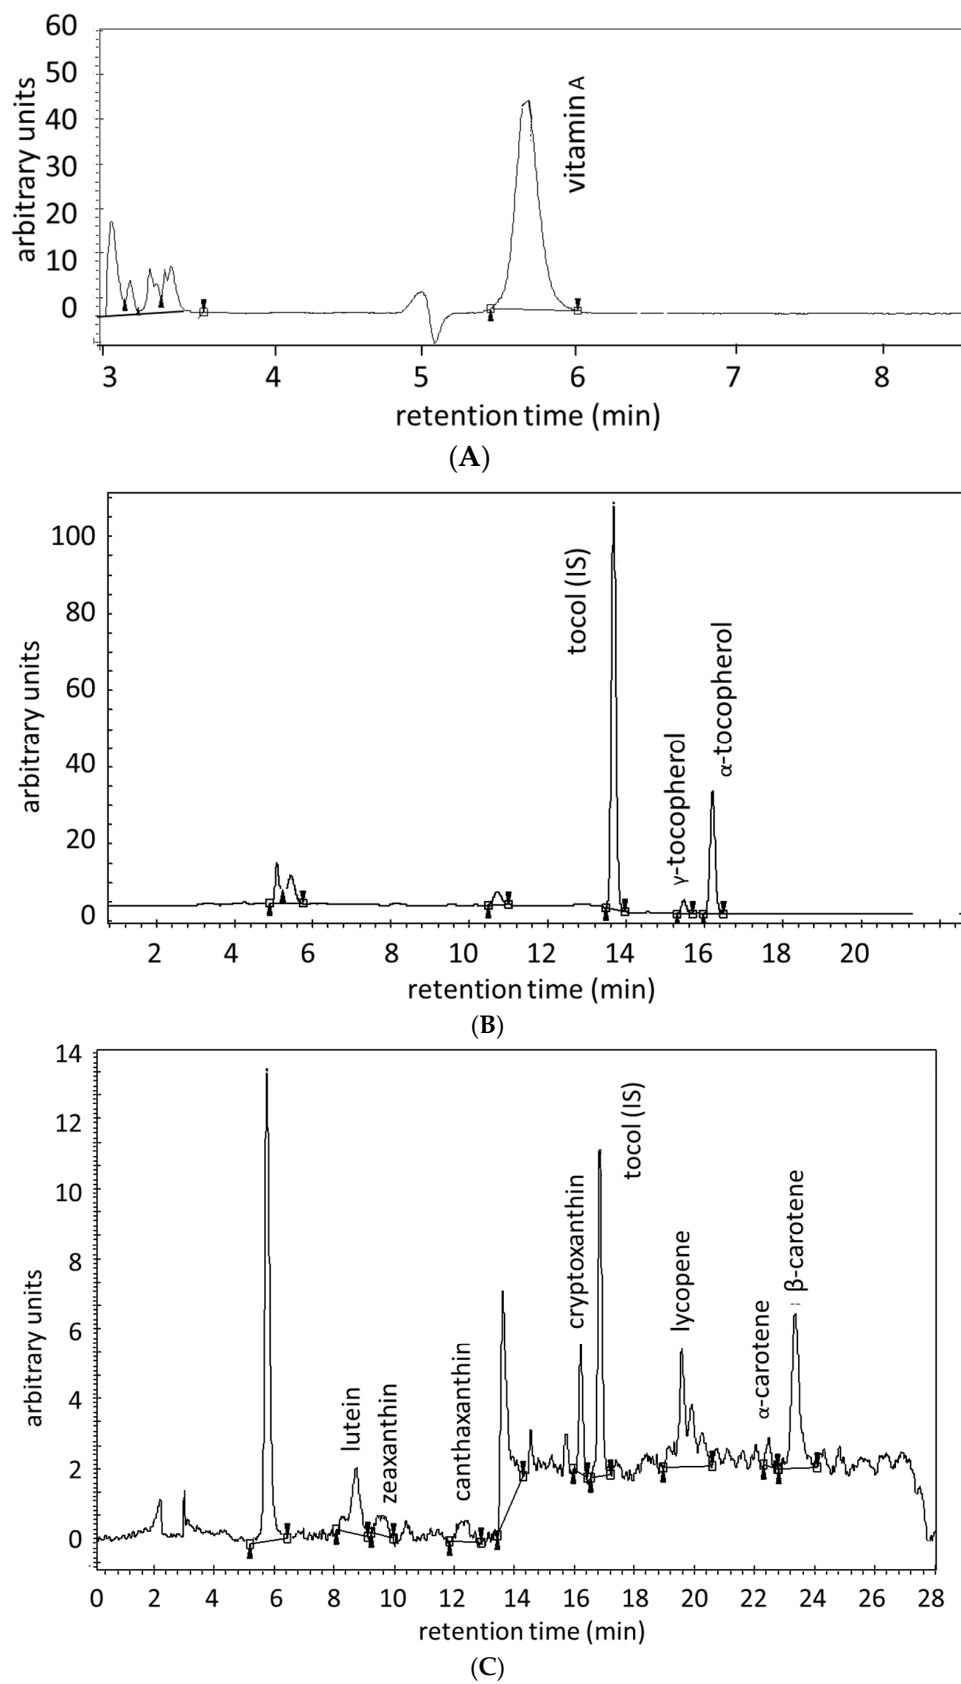 60
50
40
30
20
10
0
arbitrary units
vitamin A
3 4 5 6 7 8
retention time (min)
(A)
100
80
60
40
20
0
arbitrary units
tocol (IS)
γ-tocopherol
α-tocopherol
2 4 6 8 10 12 14 16 18 20
retention time (min)
(B)
14
12
10
8
6
4
2
0
arbitrary units
lutein
zeaxanthin
canthaxanthin
cryptoxanthin
tocol (IS)
lycopene
α-carotene
β-carotene
0 2 4 6 8 10 12 14 16 18 20 22 24 26 28
retention time (min)
(C)